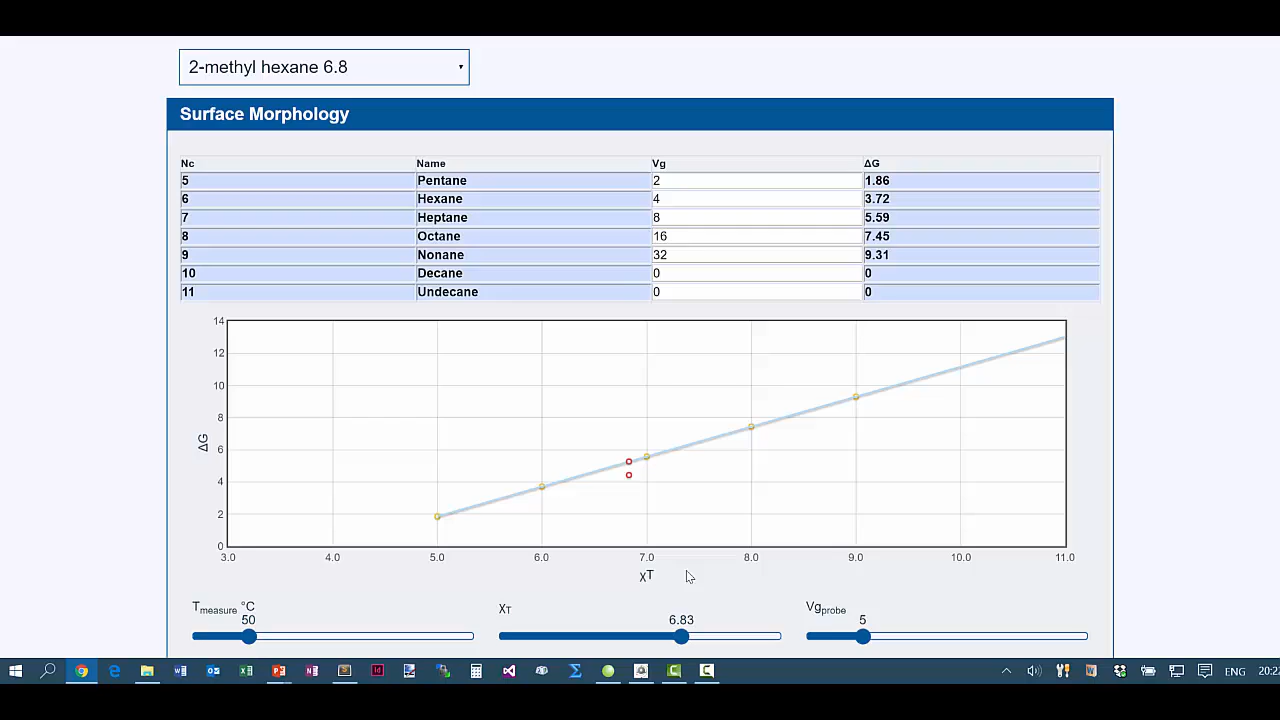 2-methyl hexane 6.8
Surface Morphology
Nc Name Vg ΔG
5 Pentane 2 1.86
6 Hexane 4 3.72
7 Heptane 8 5.59
8 Octane 16 7.45
9 Nonane 32 9.31
10 Decane 0 0
11 Undecane 0 0
14
12
10
8
6
4
2
0
ΔG
3.0 4.0 5.0 6.0 7.0 8.0 9.0 10.0 11.0
χT
Tmeasure °C χT Vgprobe
50 6.83 5
ENG 20:22